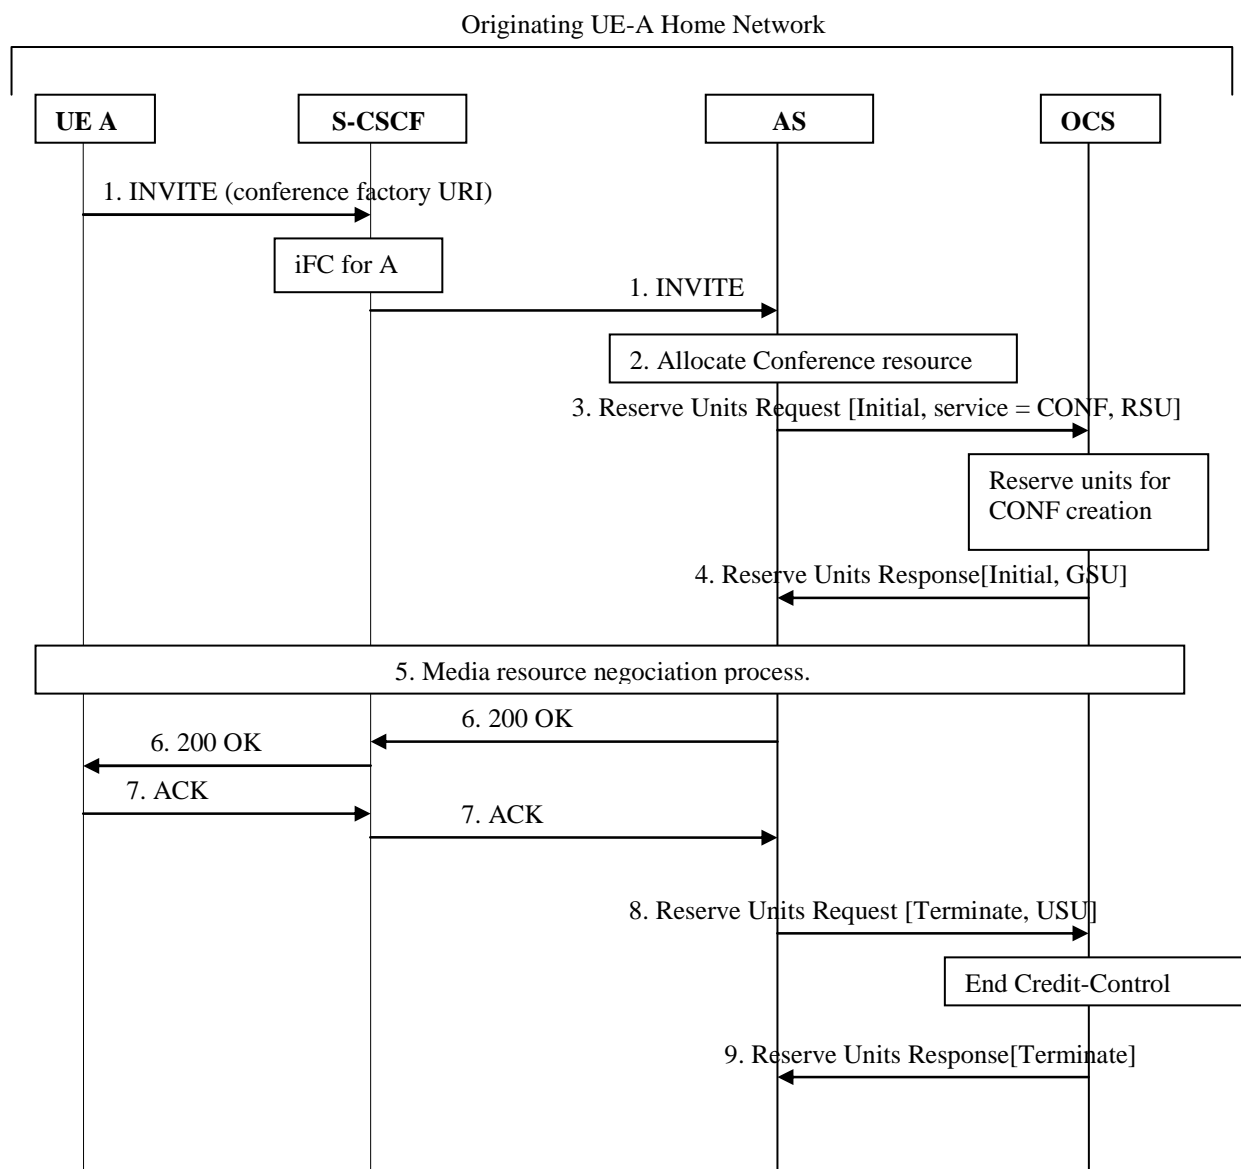 Originating UE-A Home Network
UE A
S-CSCF
AS
OCS
1. INVITE (conference factory URI)
iFC for A
1. INVITE
2. Allocate Conference resource
3. Reserve Units Request [Initial, service = CONF, RSU]
Reserve units for
CONF creation
4. Reserve Units Response[Initial, GSU]
5. Media resource negociation process.
6. 200 OK
6. 200 OK
7. ACK
7. ACK
8. Reserve Units Request [Terminate, USU]
End Credit-Control
9. Reserve Units Response[Terminate]